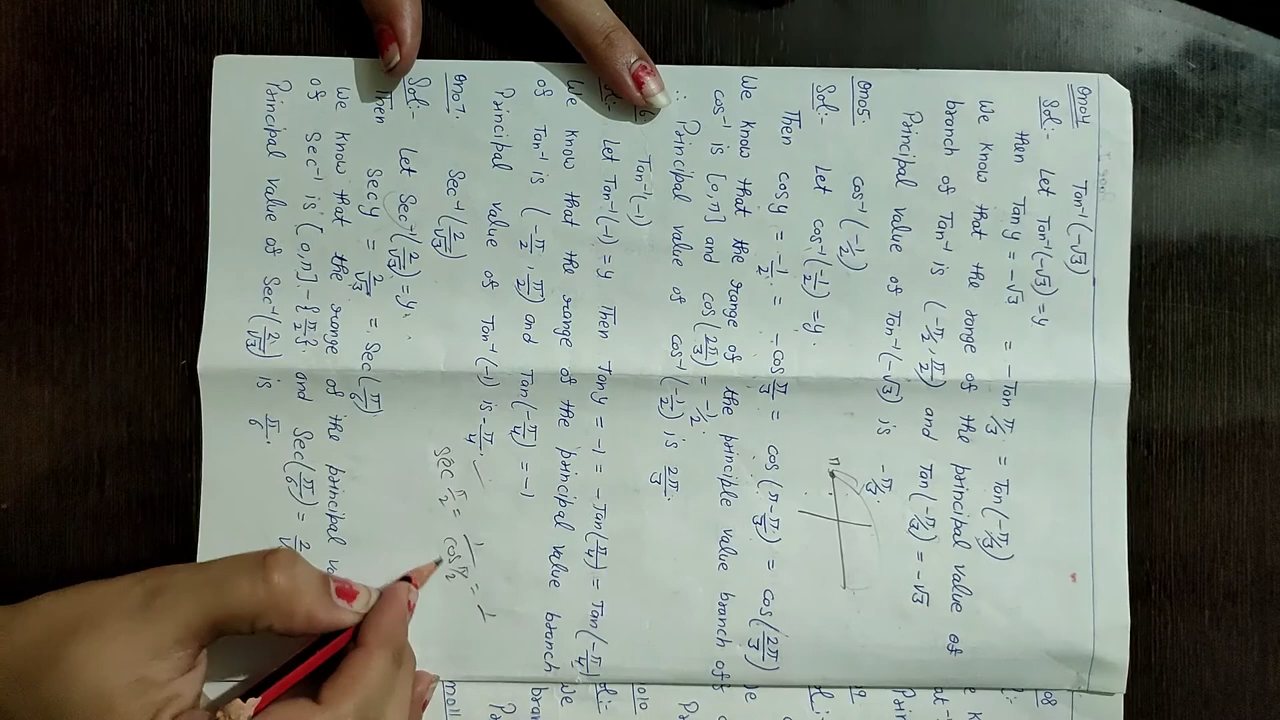 Qno4 Tan⁻¹(-√3)
Sol:- Let Tan⁻¹(-√3)=y
then Tan y = -√3 = -Tan π/3 = Tan(-π/3)
We know that the range of the principal value of
branch of Tan⁻¹ is (-π/2, π/2) and Tan(-π/3) = -√3
Principal value of Tan⁻¹(-√3) is -π/3.
Qno5. cos⁻¹(-1/2)
Sol:- Let cos⁻¹(-1/2) = y.
Then cos y = -1/2 = -cos π/3 = cos(π-π/3) = cos(2π/3)
We know that the range of the principle value branch of
cos⁻¹ is [0,π] and cos(2π/3) = -1/2.
∴ Principal value of cos⁻¹(-1/2) is 2π/3
π
6 Tan⁻¹(-1)
Let Tan⁻¹(-1) = y Then Tan y = -1 = -Tan(π/4) = Tan(-π/4)
We know that the range of the principal value branch
of Tan⁻¹ is (-π/2, π/2) and Tan(-π/4) = -1
Principal value of Tan⁻¹(-1) is -π/4.
Qno7. Sec⁻¹(2/√3)
Sol:- Let Sec⁻¹(2/√3) = y.
Then Sec y = 2/√3 = Sec(π/6)
We know that the range of the principal
of Sec⁻¹ is [0,π]-{π/2} and Sec(π/6) = 2
Principal value of Sec⁻¹(2/√3) is π/6.
Sec π/2 = 1/cos π/2 = 1
08
We
10
11